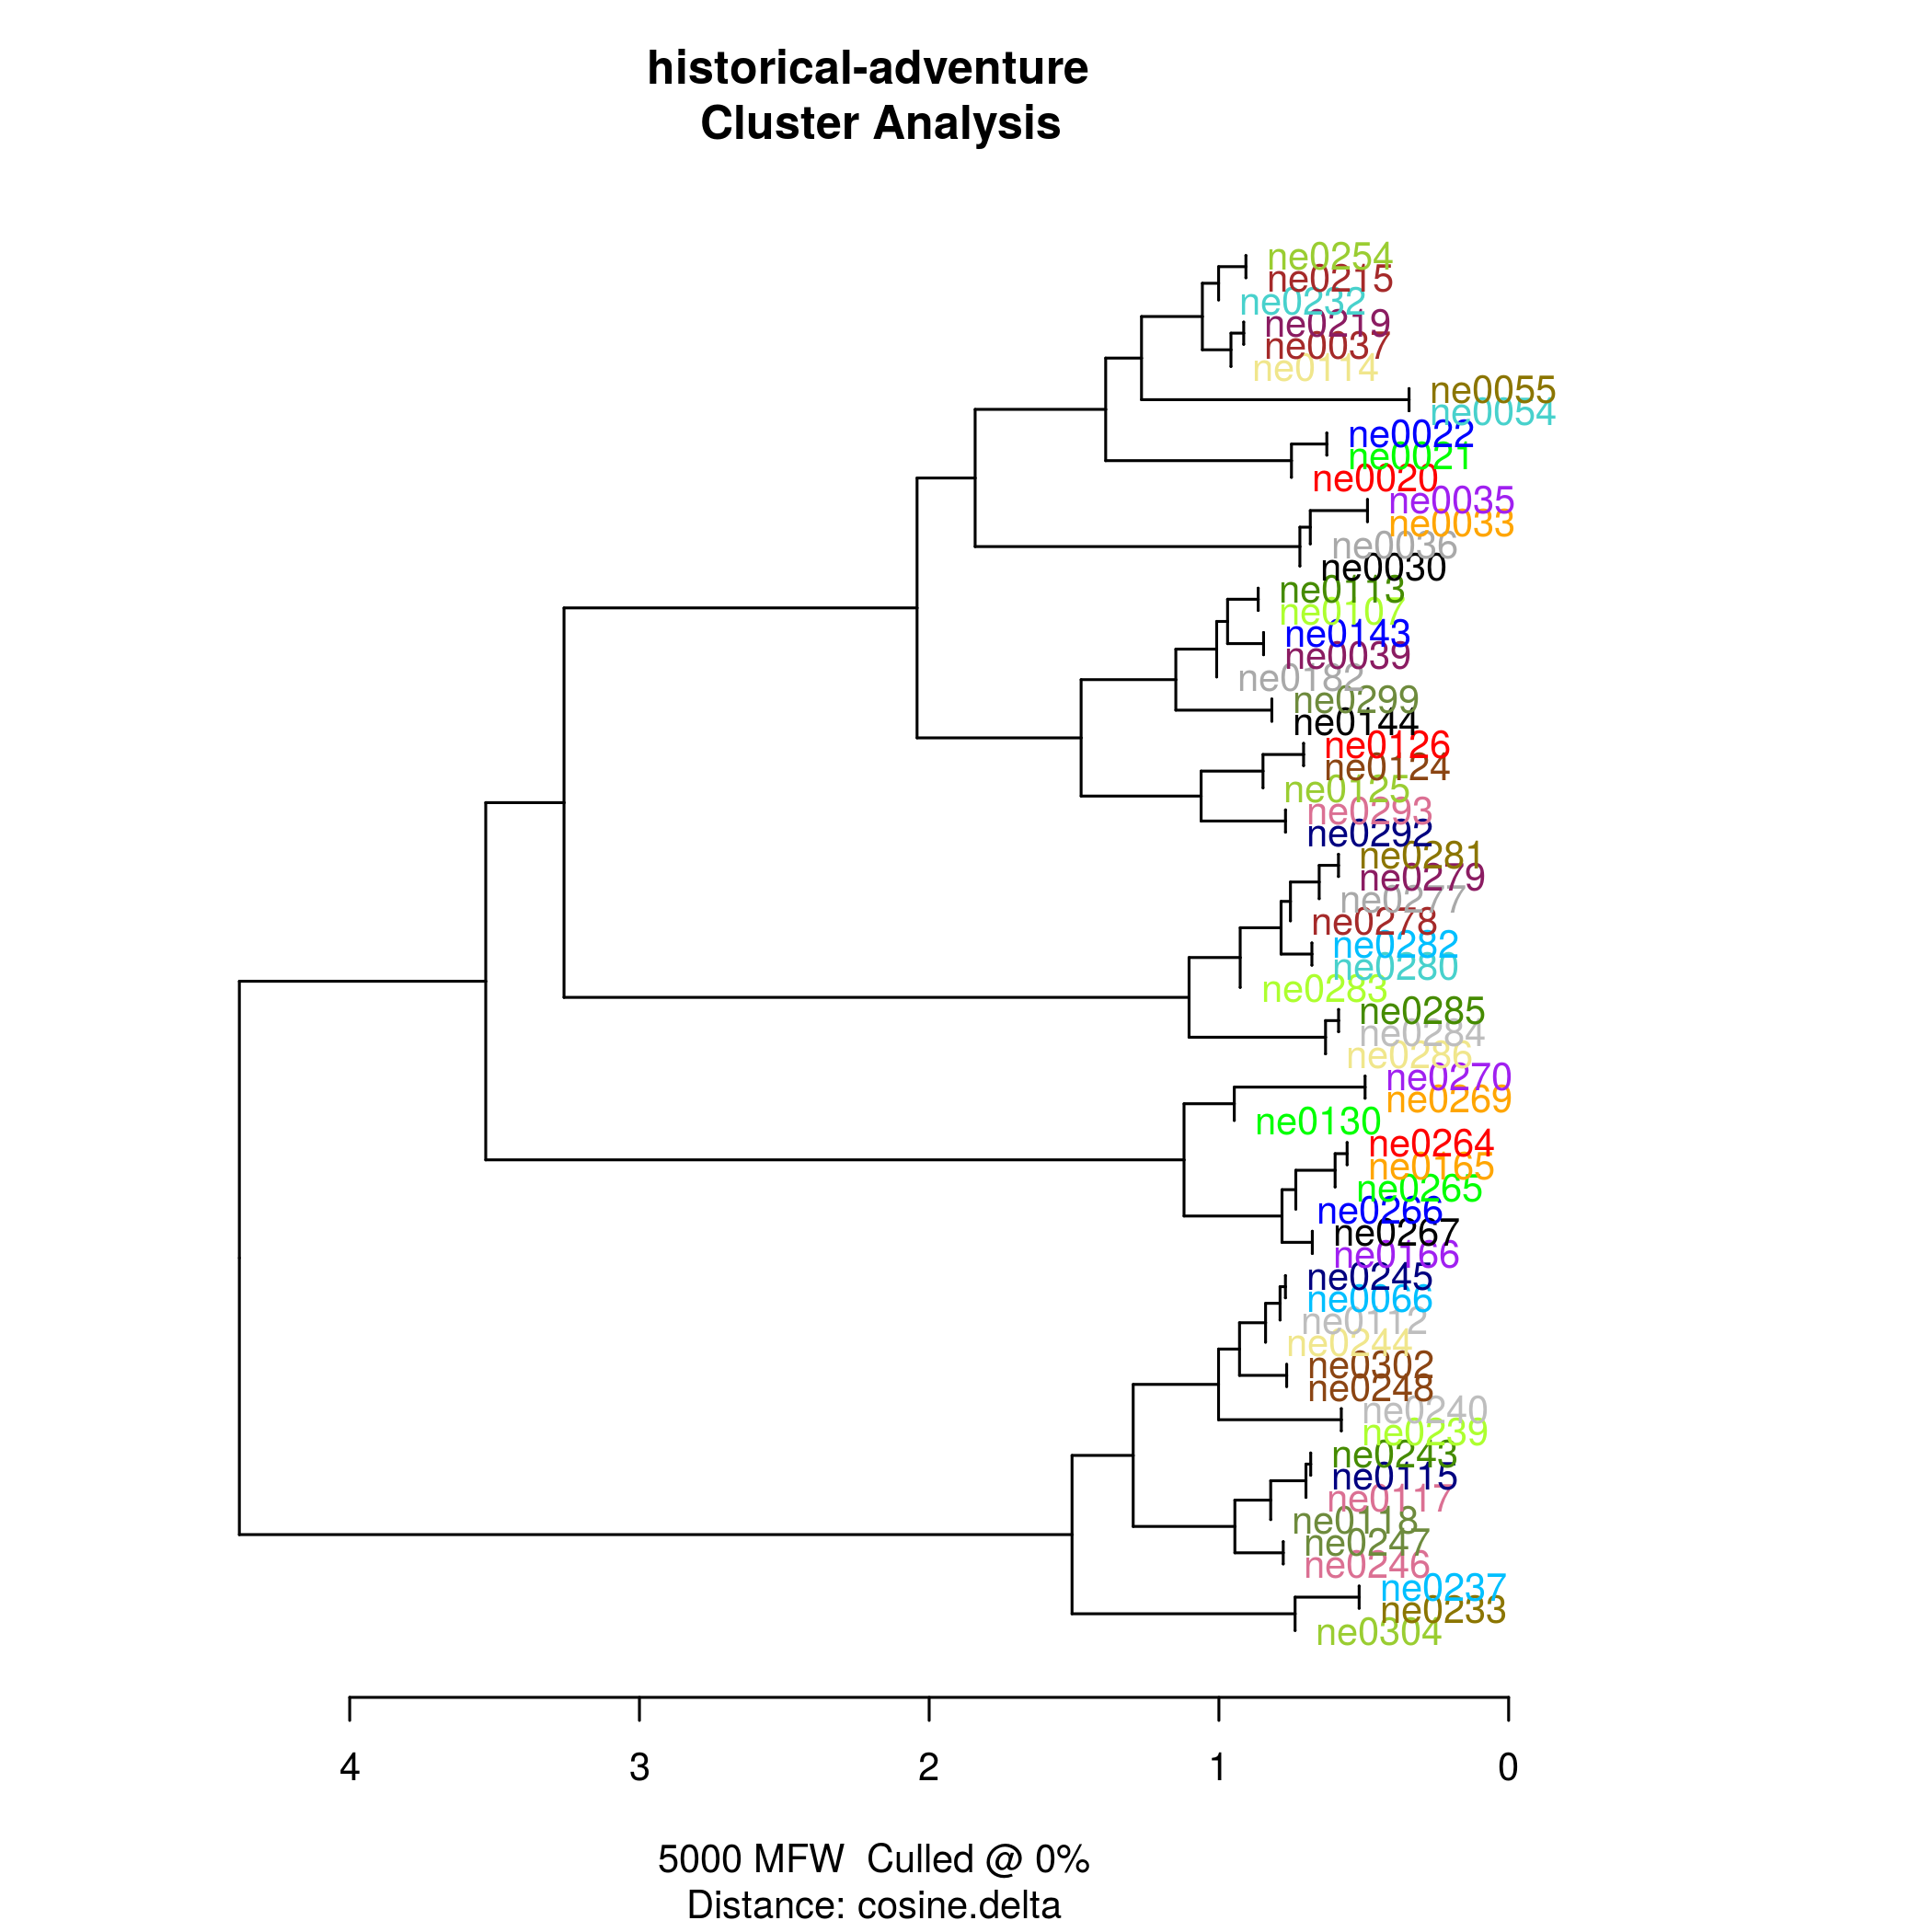 historical-adventure
Cluster Analysis
ne0254
ne0215
ne0232
ne0219
ne0037
ne0114
ne0055
ne0054
ne0022
ne0021
ne0020
ne0035
ne0033
ne0036
ne0030
ne0113
ne0107
ne0143
ne0039
ne0182
ne0299
ne0144
ne0126
ne0124
ne0125
ne0293
ne0292
ne0281
ne0279
ne0277
ne0278
ne0282
ne0280
ne0283
ne0285
ne0284
ne0286
ne0270
ne0269
ne0130
ne0264
ne0165
ne0265
ne0266
ne0267
ne0166
ne0245
ne0066
ne0112
ne0244
ne0302
ne0248
ne0240
ne0239
ne0243
ne0115
ne0117
ne0118
ne0247
ne0246
ne0237
ne0233
ne0304
4 3 2 1 0
5000 MFW  Culled @ 0%
Distance: cosine.delta